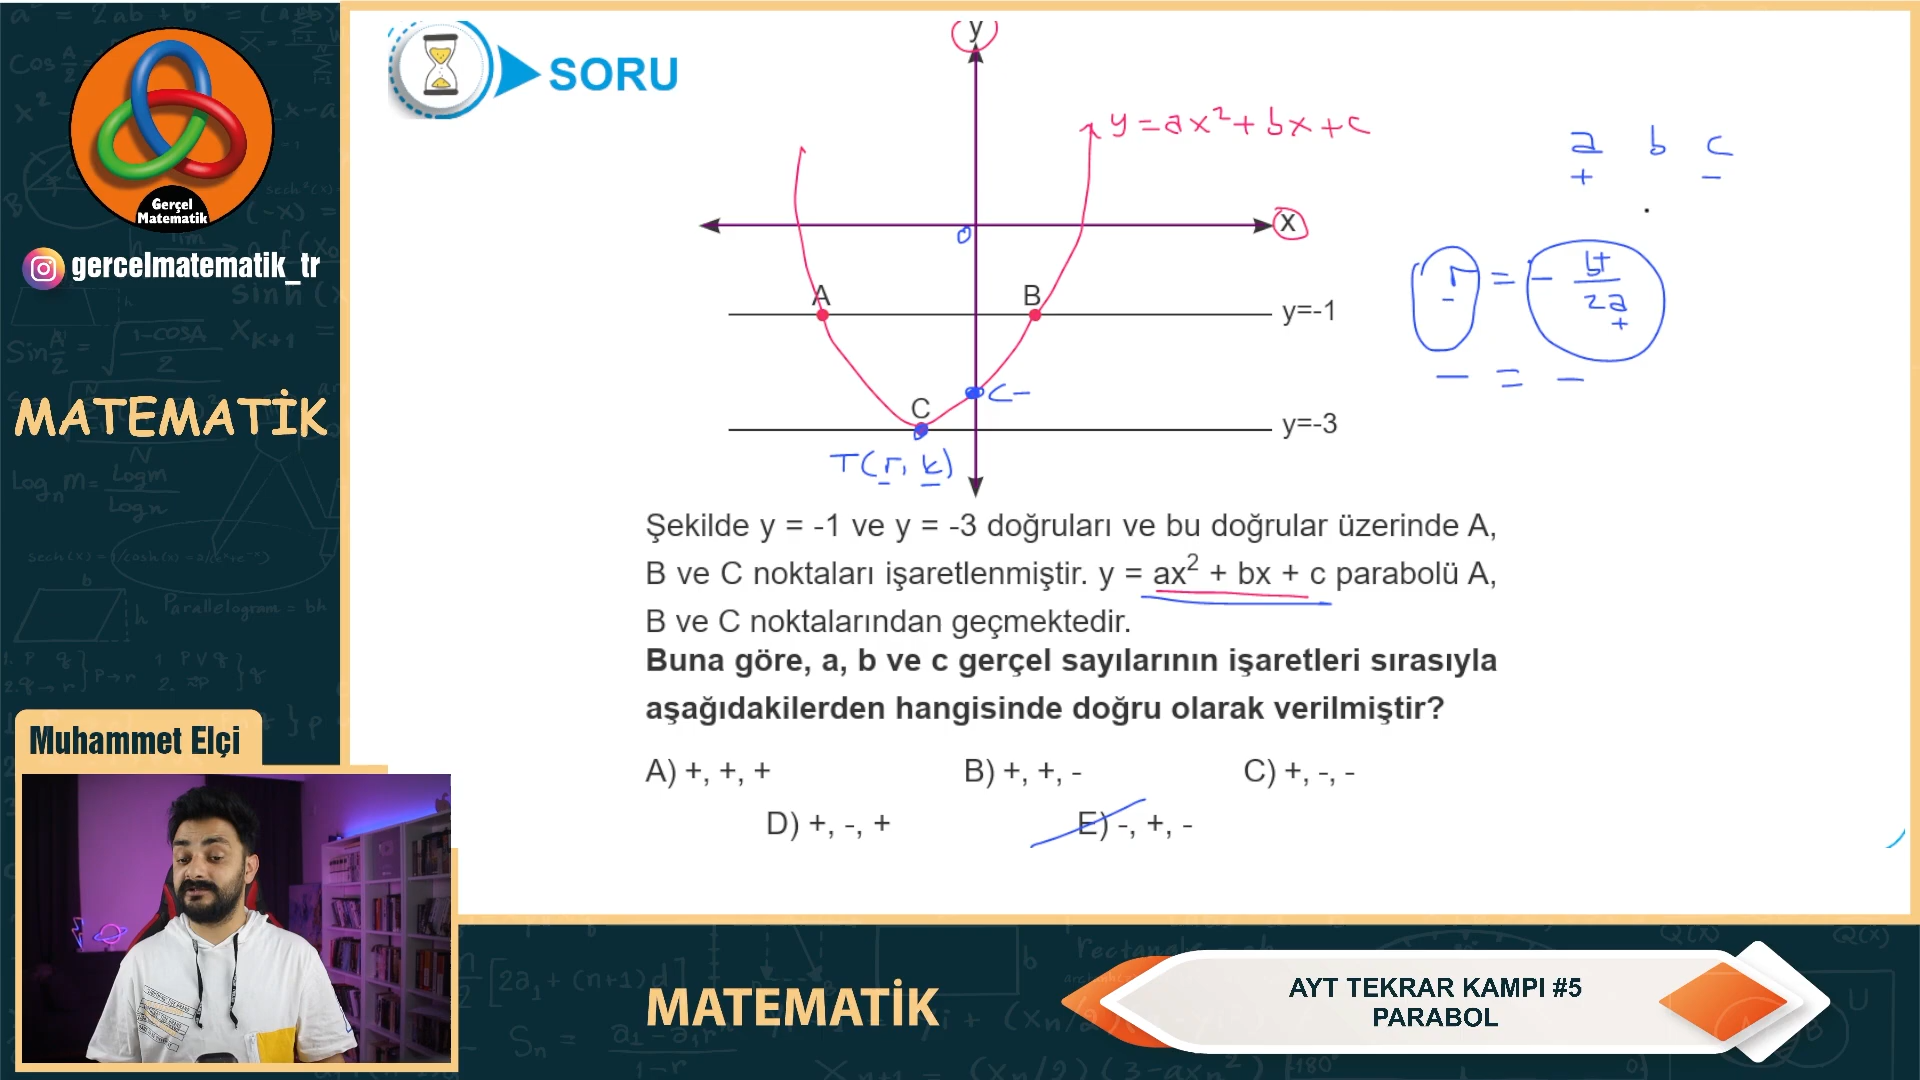 Gerçel
Matematik
gercelmatematik_tr
MATEMATİK
Muhammet Elçi
SORU
y
y=ax²+bx+c
x
0
A
B
y=-1
C
C-
y=-3
T(r, k)
a b c
+ -
r = - b+/2a
- +
- = -
Şekilde y = -1 ve y = -3 doğruları ve bu doğrular üzerinde A,
B ve C noktaları işaretlenmiştir. y = ax² + bx + c parabolü A,
B ve C noktalarından geçmektedir.
Buna göre, a, b ve c gerçel sayılarının işaretleri sırasıyla
aşağıdakilerden hangisinde doğru olarak verilmiştir?
A) +, +, +
B) +, +, -
C) +, -, -
D) +, -, +
E) -, +, -
MATEMATİK
AYT TEKRAR KAMPI #5
PARABOL